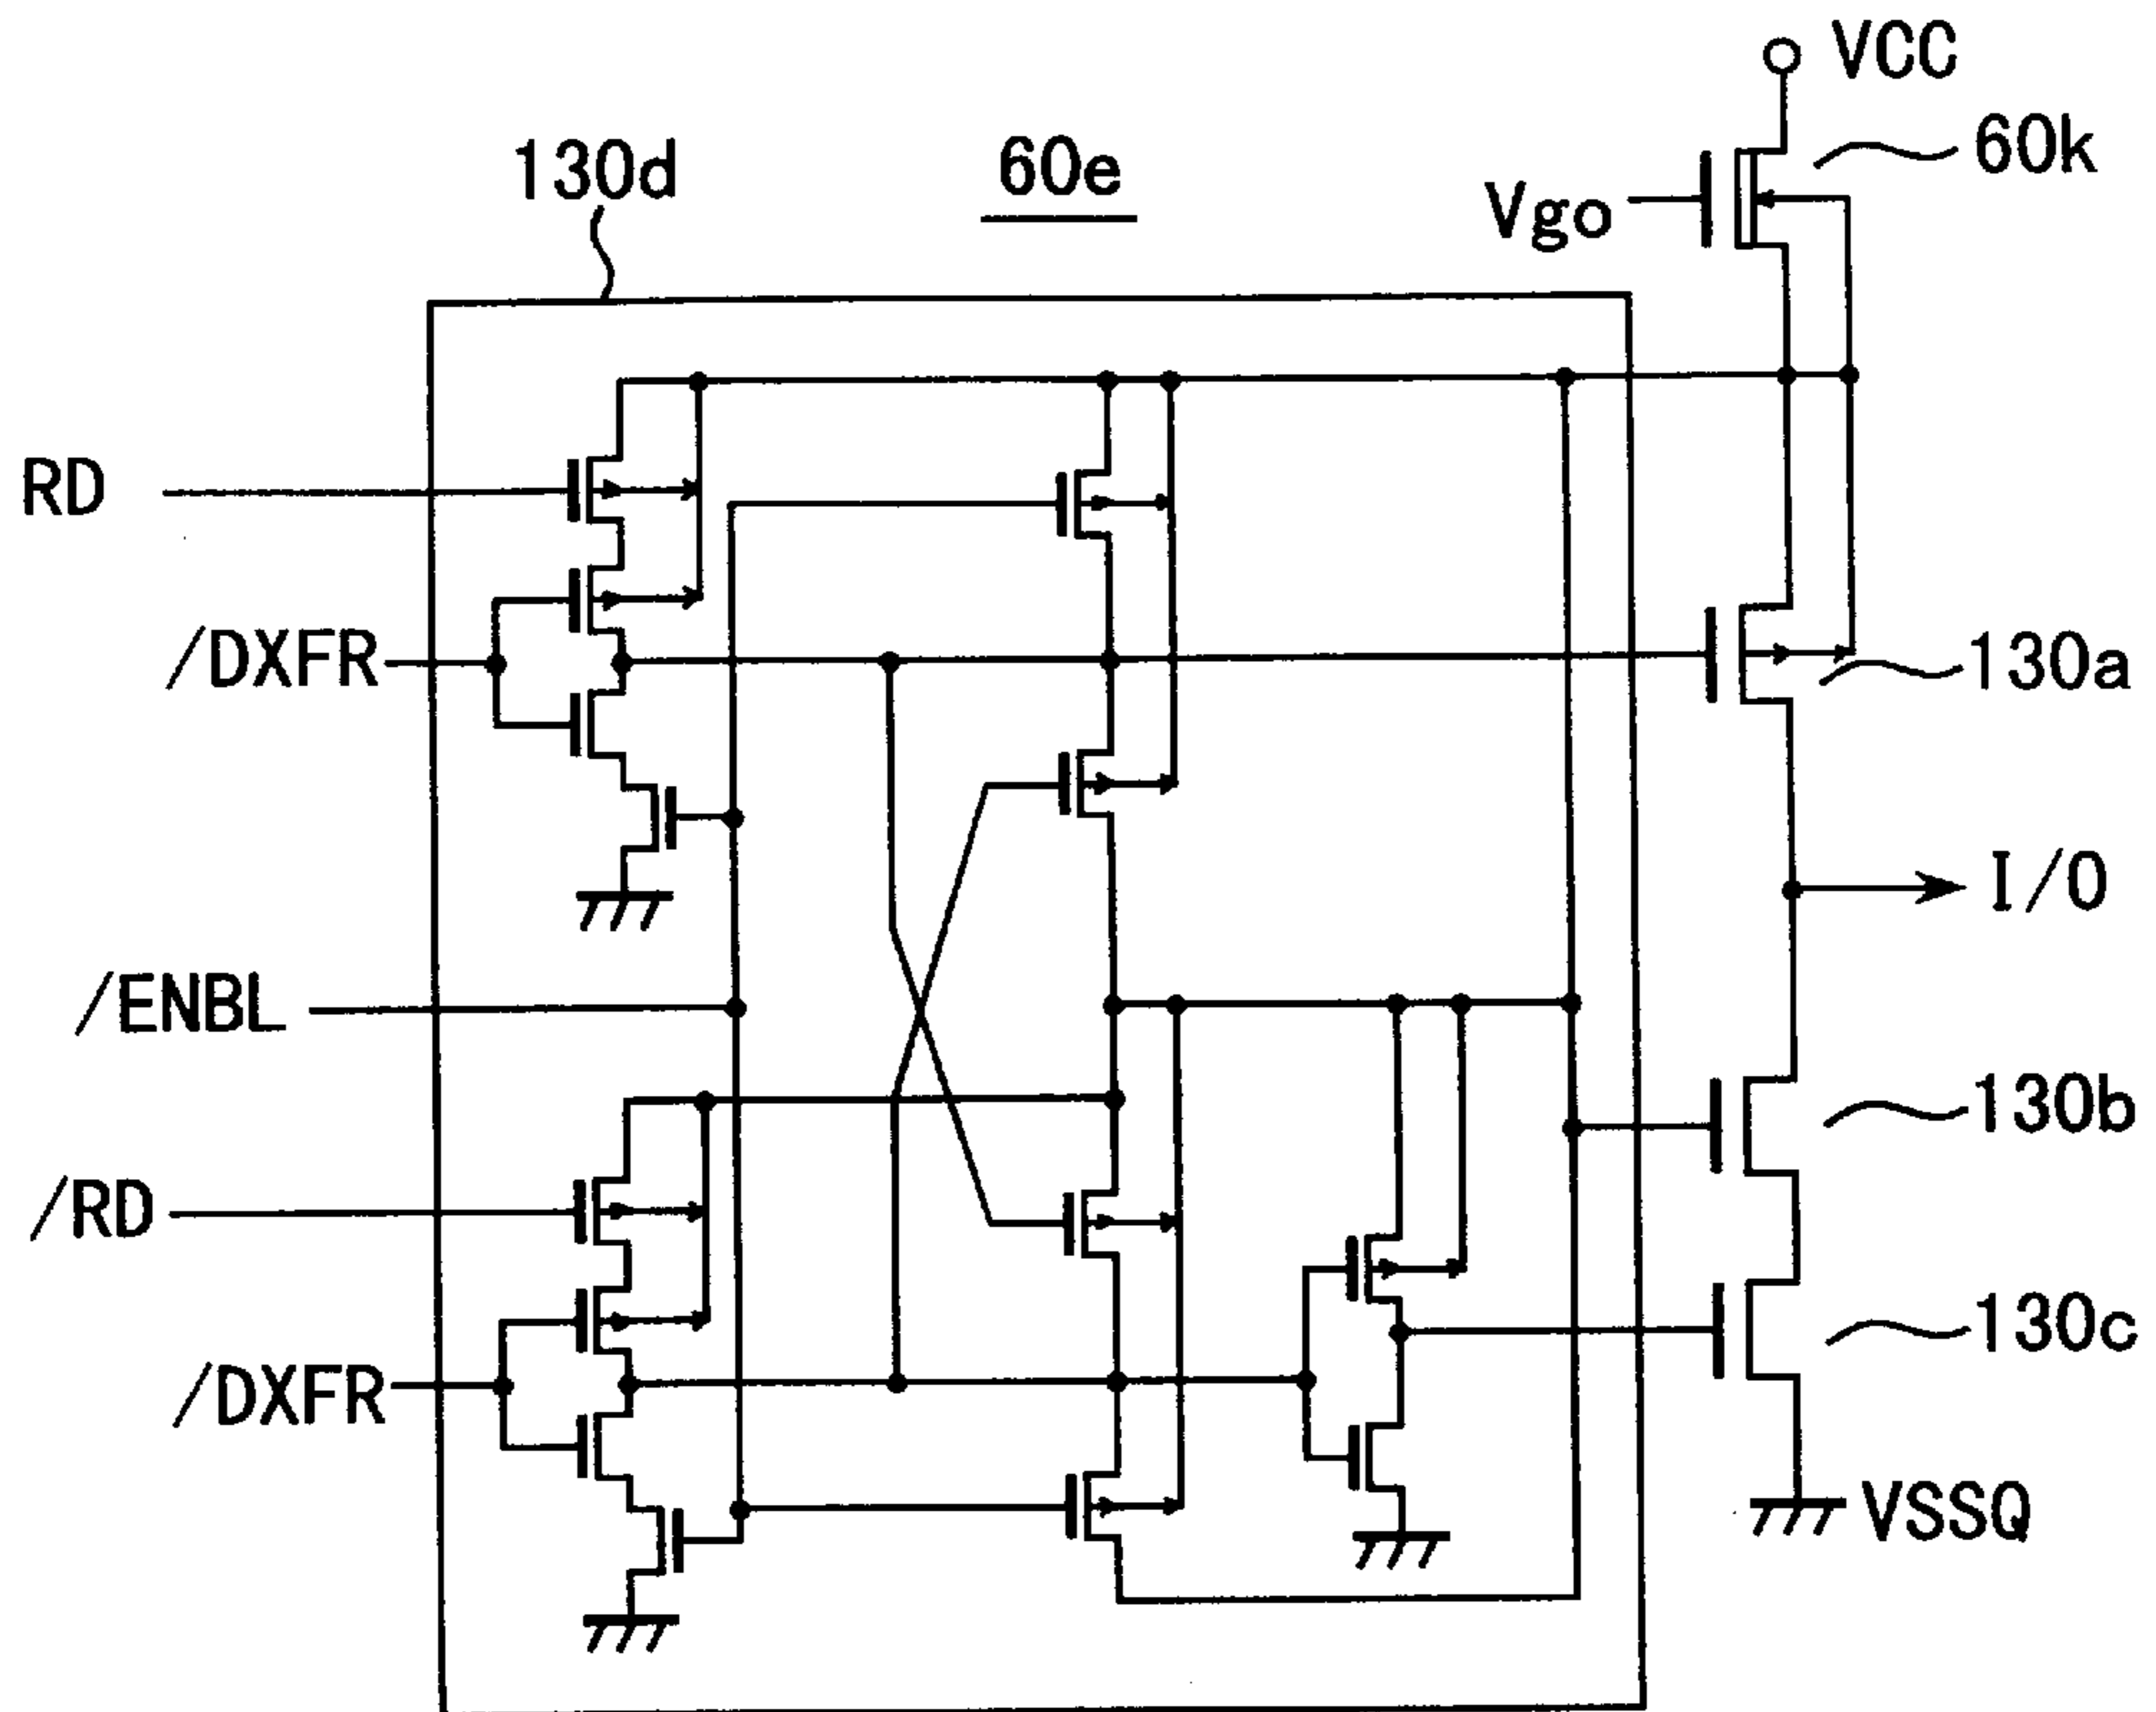 VCC
130d
60e
60k
Vgo
RD
/DXFR
130a
I/O
/ENBL
130b
/RD
130c
/DXFR
VSSQ